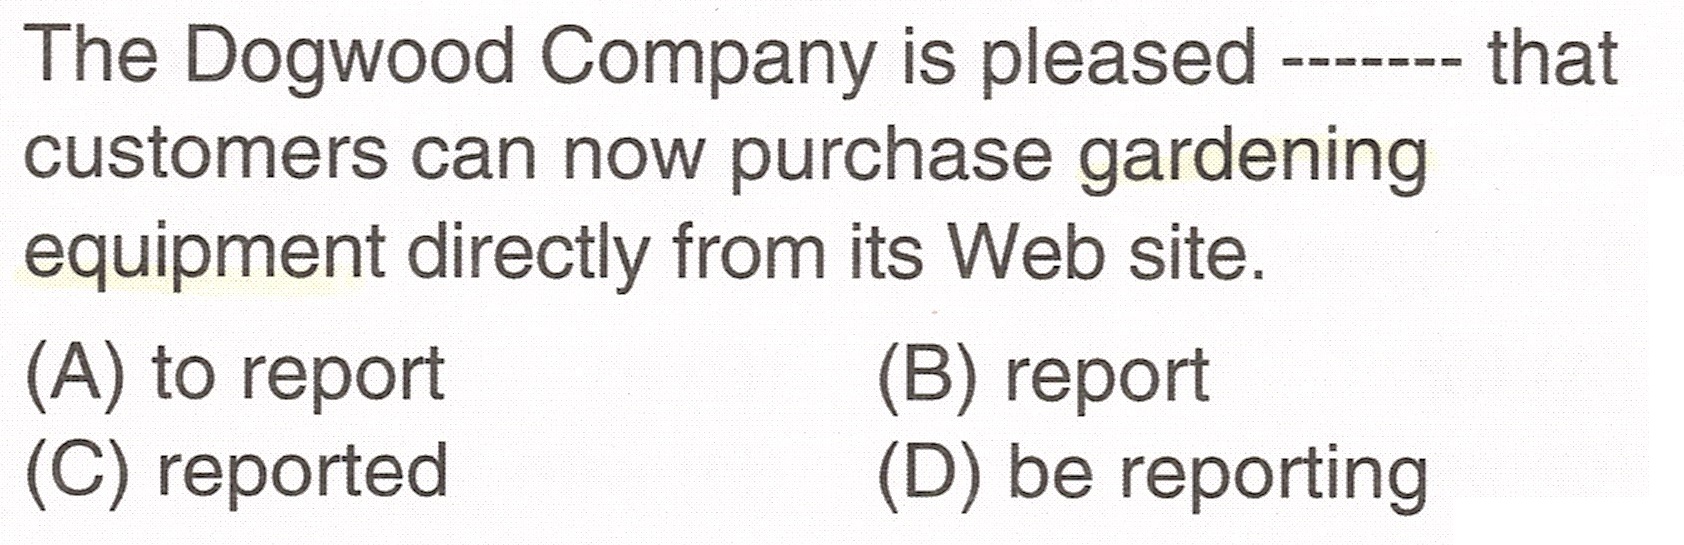 The Dogwood Company is pleased ------- that
customers can now purchase gardening
equipment directly from its Web site.
(A) to report (B) report
(C) reported (D) be reporting